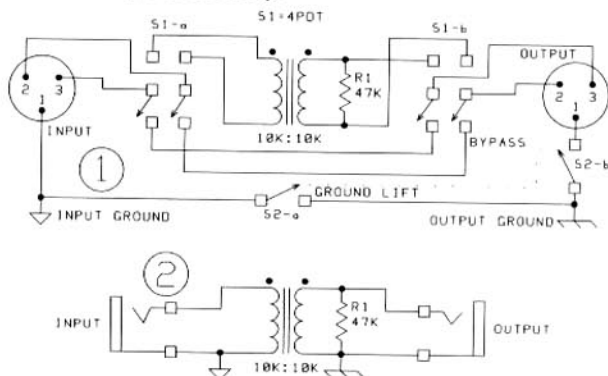 S1=4PDT
S1-a
S1-b
OUTPUT
2
3
1
INPUT
R1
47K
10K:10K
2
3
1
BYPASS
S2-b
1
GROUND LIFT
S2-a
INPUT GROUND
OUTPUT GROUND
2
INPUT
R1
47K
OUTPUT
10K:10K